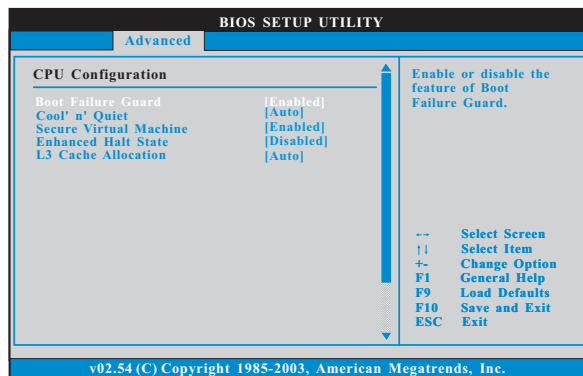 BIOS SETUP UTILITY
Advanced
CPU Configuration
Boot Failure Guard [Enabled]
Cool' n' Quiet [Auto]
Secure Virtual Machine [Enabled]
Enhanced Halt State [Disabled]
L3 Cache Allocation [Auto]
Enable or disable the
feature of Boot
Failure Guard.
←→ Select Screen
↑↓ Select Item
+- Change Option
F1 General Help
F9 Load Defaults
F10 Save and Exit
ESC Exit
v02.54 (C) Copyright 1985-2003, American Megatrends, Inc.